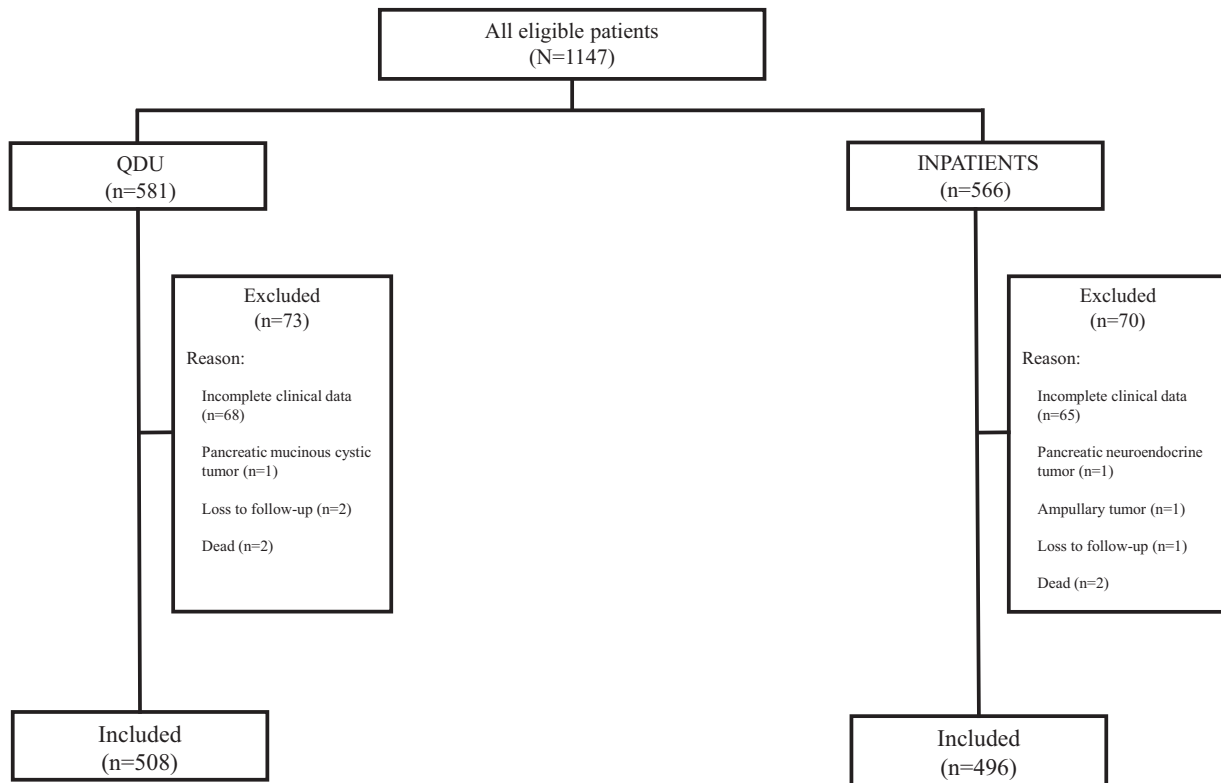 All eligible patients
(N=1147)
QDU
(n=581)
INPATIENTS
(n=566)
Excluded
(n=73)
Reason:
Incomplete clinical data
(n=68)
Pancreatic mucinous cystic
tumor (n=1)
Loss to follow-up (n=2)
Dead (n=2)
Excluded
(n=70)
Reason:
Incomplete clinical data
(n=65)
Pancreatic neuroendocrine
tumor (n=1)
Ampullary tumor (n=1)
Loss to follow-up (n=1)
Dead (n=2)
Included
(n=508)
Included
(n=496)